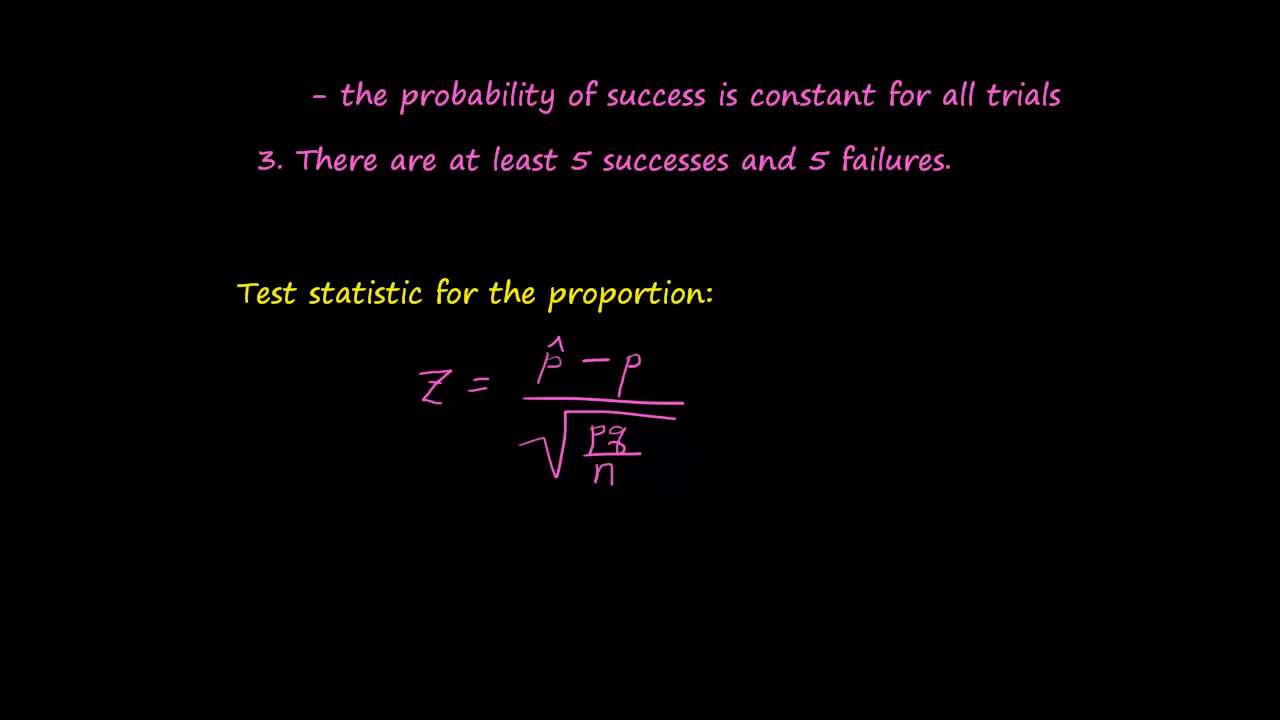 - the probability of success is constant for all trials
3. There are at least 5 successes and 5 failures.
Test statistic for the proportion:
z = (p̂ - p) / √(pq/n)